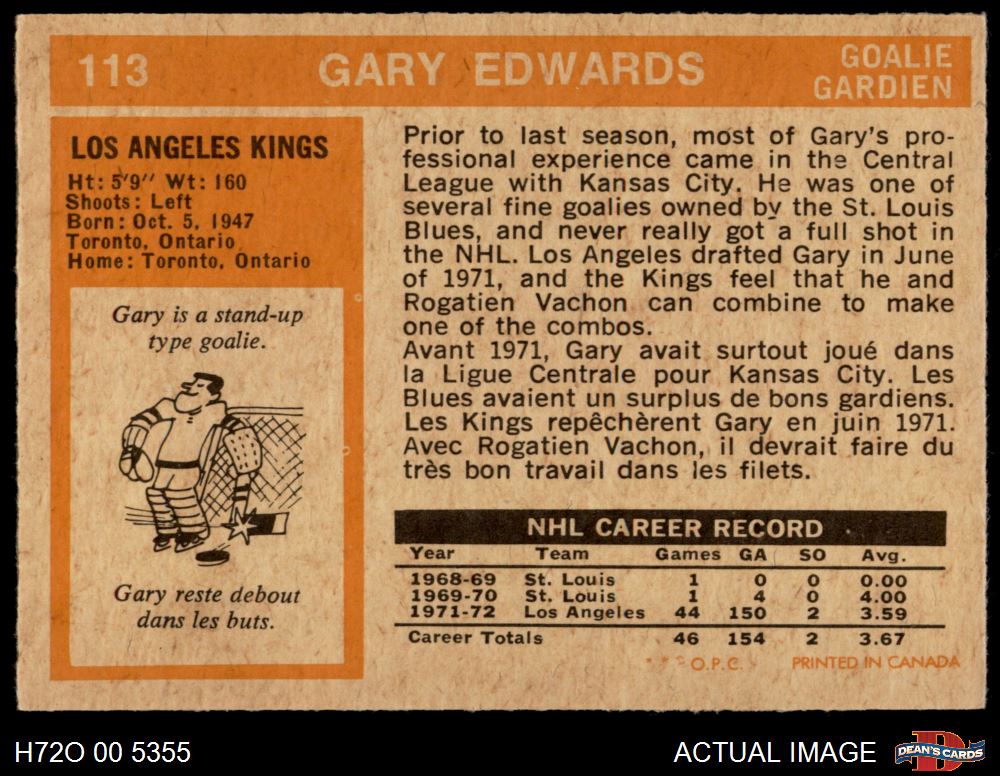 113
GARY EDWARDS
GOALIE
GARDIEN
LOS ANGELES KINGS
Ht: 5'9'' Wt: 160
Shoots: Left
Born: Oct. 5, 1947
Toronto, Ontario
Home: Toronto, Ontario
Gary is a stand-up
type goalie.
Gary reste debout
dans les buts.
Prior to last season, most of Gary's pro-
fessional experience came in the Central
League with Kansas City. He was one of
several fine goalies owned by the St. Louis
Blues, and never really got a full shot in
the NHL. Los Angeles drafted Gary in June
of 1971, and the Kings feel that he and
Rogatien Vachon can combine to make
one of the combos.
Avant 1971, Gary avait surtout joué dans
la Ligue Centrale pour Kansas City. Les
Blues avaient un surplus de bons gardiens.
Les Kings repêchèrent Gary en juin 1971.
Avec Rogatien Vachon, il devrait faire du
très bon travail dans les filets.
NHL CAREER RECORD
Year Team Games GA SO Avg.
1968-69 St. Louis 1 0 0 0.00
1969-70 St. Louis 1 4 0 4.00
1971-72 Los Angeles 44 150 2 3.59
Career Totals 46 154 2 3.67
O.P.C. PRINTED IN CANADA
H72O 00 5355
ACTUAL IMAGE
D
DEAN'S CARDS